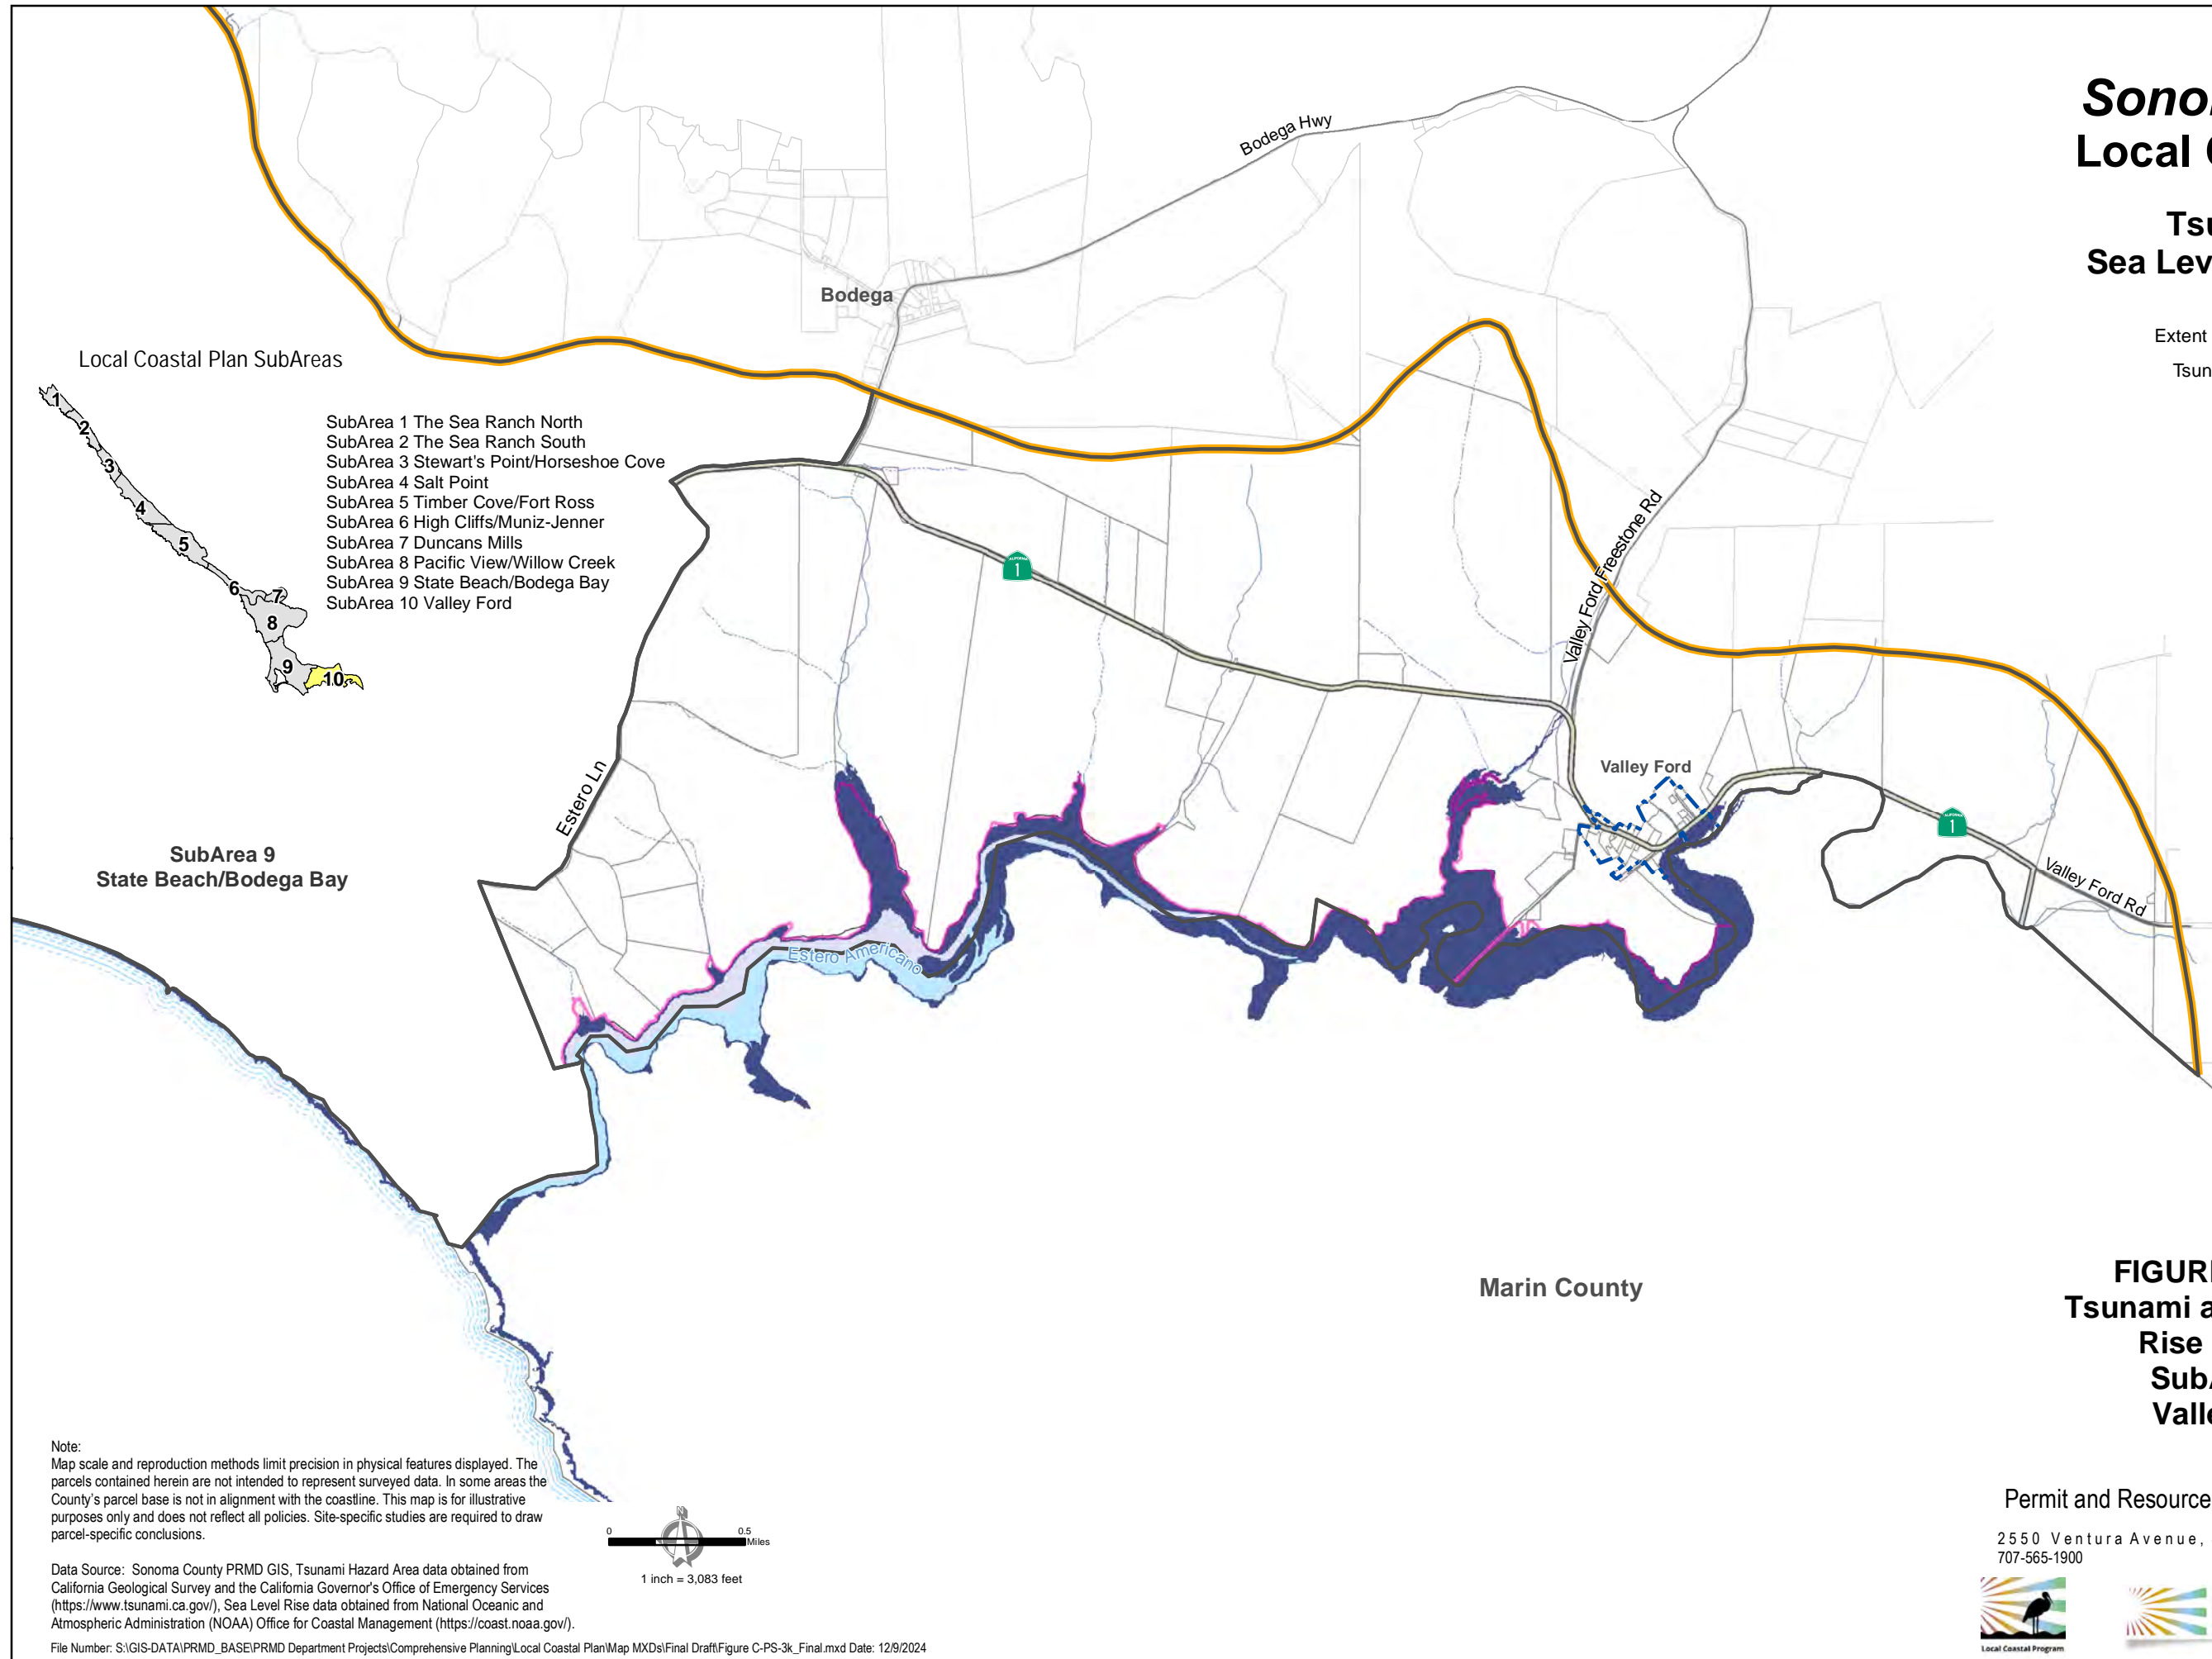 Sono
Local
Tsu
Sea Lev
Extent
Tsun
Bodega Hwy
Bodega
Local Coastal Plan SubAreas
1
2
3
4
5
6
7
8
9
10
SubArea 1 The Sea Ranch North
SubArea 2 The Sea Ranch South
SubArea 3 Stewart's Point/Horseshoe Cove
SubArea 4 Salt Point
SubArea 5 Timber Cove/Fort Ross
SubArea 6 High Cliffs/Muniz-Jenner
SubArea 7 Duncans Mills
SubArea 8 Pacific View/Willow Creek
SubArea 9 State Beach/Bodega Bay
SubArea 10 Valley Ford
1
Valley Ford Freestone Rd
Valley Ford
Estero Ln
1
Valley Ford Rd
SubArea 9
State Beach/Bodega Bay
Estero Americano
Marin County
FIGUR
Tsunami a
Rise
Sub
Valle
Note:
Map scale and reproduction methods limit precision in physical features displayed. The
parcels contained herein are not intended to represent surveyed data. In some areas the
County's parcel base is not in alignment with the coastline. This map is for illustrative
purposes only and does not reflect all policies. Site-specific studies are required to draw
parcel-specific conclusions.
0 0.5
Miles
1 inch = 3,083 feet
Data Source: Sonoma County PRMD GIS, Tsunami Hazard Area data obtained from
California Geological Survey and the California Governor's Office of Emergency Services
(https://www.tsunami.ca.gov/), Sea Level Rise data obtained from National Oceanic and
Atmospheric Administration (NOAA) Office for Coastal Management (https://coast.noaa.gov/).
File Number: S:\GIS-DATA\PRMD_BASE\PRMD Department Projects\Comprehensive Planning\Local Coastal Plan\Map MXDs\Final Draft\Figure C-PS-3k_Final.mxd Date: 12/9/2024
Permit and Resource
2550 Ventura Avenue,
707-565-1900
Local Coastal Program